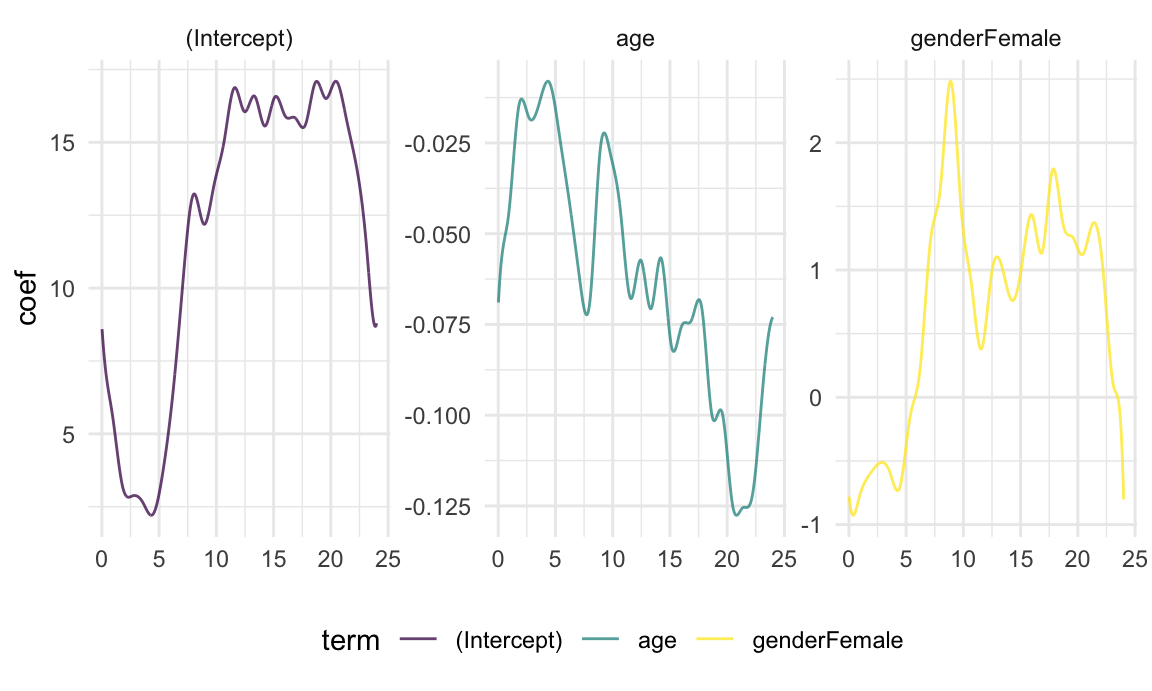 (Intercept) age genderFemale
coef
15
10
5
0 5 10 15 20 25
-0.025
-0.050
-0.075
-0.100
-0.125
0 5 10 15 20 25
2
1
0
-1
0 5 10 15 20 25
term (Intercept) age genderFemale